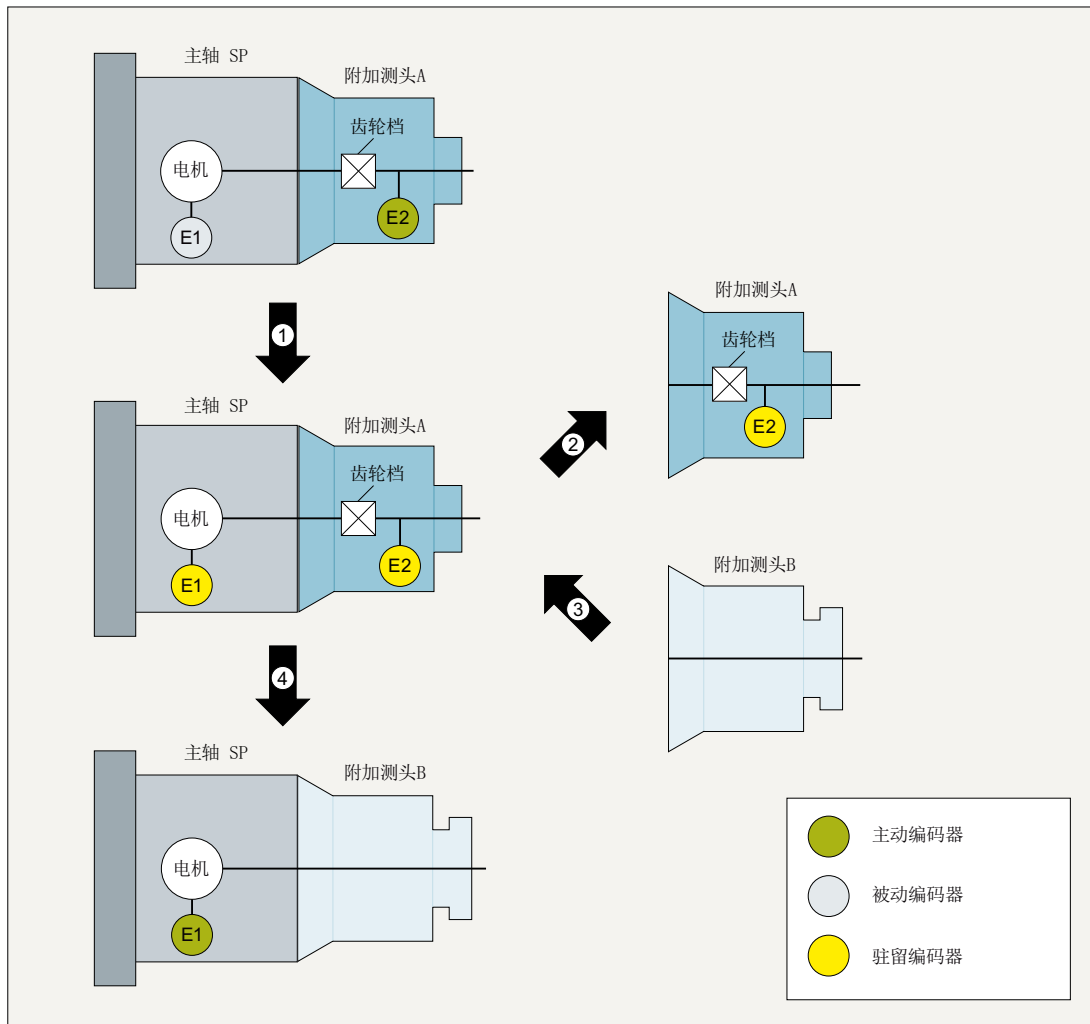 主轴 SP
附加测头A
齿轮档
电机
E1
E2
1
附加测头A
齿轮档
E2
2
主轴 SP
附加测头A
齿轮档
电机
E1
E2
附加测头B
3
4
主轴 SP
附加测头B
电机
E1
主动编码器
被动编码器
驻留编码器